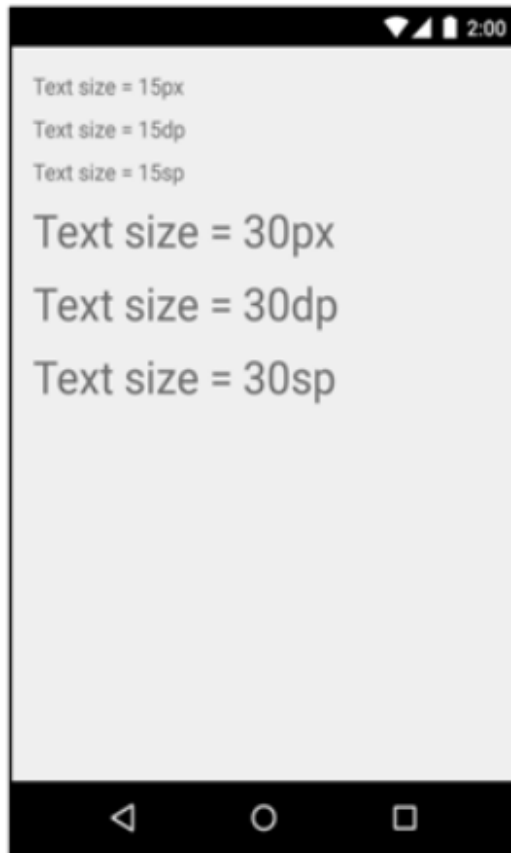 2:00
Text size = 15px
Text size = 15dp
Text size = 15sp
Text size = 30px
Text size = 30dp
Text size = 30sp